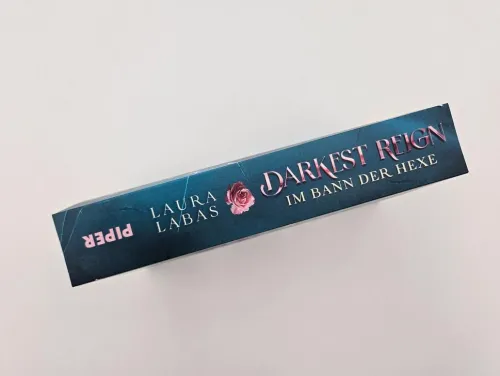 PIPER
LAURA
LABAS
DARKEST REIGN
IM BANN DER HEXE